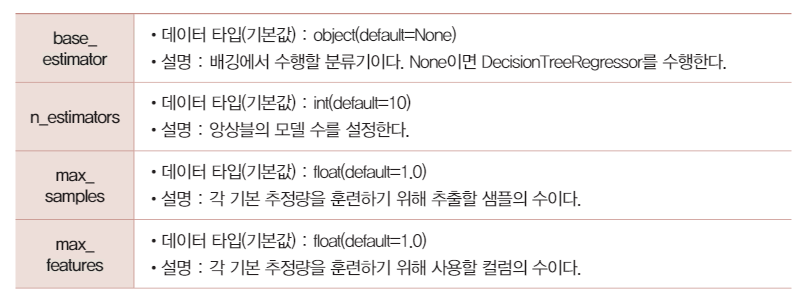 base_
estimator
• 데이터 타입(기본값) : object(default=None)
• 설명 : 배깅에서 수행할 분류기이다. None이면 DecisionTreeRegressor를 수행한다.
n_estimators
• 데이터 타입(기본값) : int(default=10)
• 설명 : 앙상블의 모델 수를 설정한다.
max_
samples
• 데이터 타입(기본값) : float(default=1.0)
• 설명 : 각 기본 추정량을 훈련하기 위해 추출할 샘플의 수이다.
max_
features
• 데이터 타입(기본값) : float(default=1.0)
• 설명 : 각 기본 추정량을 훈련하기 위해 사용할 컬럼의 수이다.